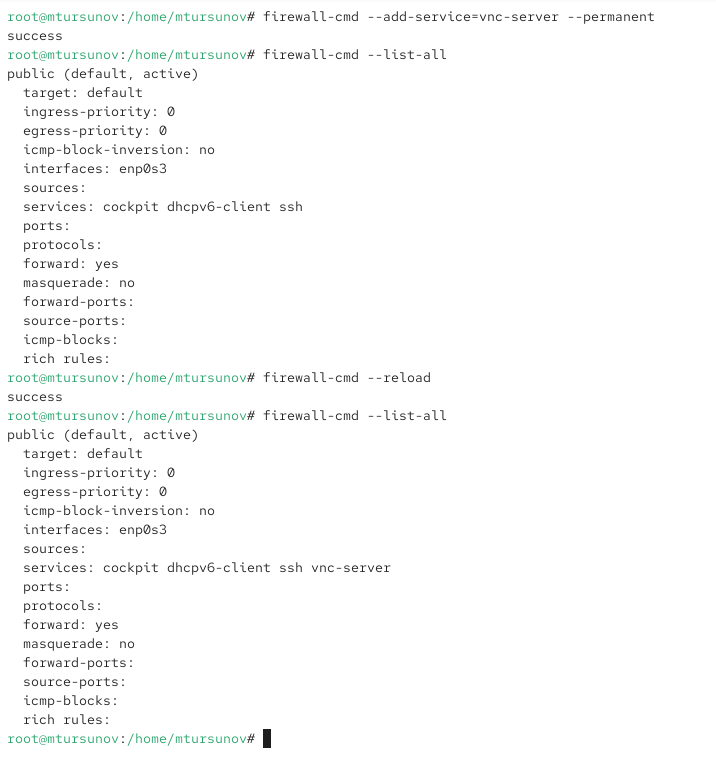 root@mtursunov:/home/mtursunov# firewall-cmd --add-service=vnc-server --permanent
success
root@mtursunov:/home/mtursunov# firewall-cmd --list-all
public (default, active)
  target: default
  ingress-priority: 0
  egress-priority: 0
  icmp-block-inversion: no
  interfaces: enp0s3
  sources:
  services: cockpit dhcpv6-client ssh
  ports:
  protocols:
  forward: yes
  masquerade: no
  forward-ports:
  source-ports:
  icmp-blocks:
  rich rules:
root@mtursunov:/home/mtursunov# firewall-cmd --reload
success
root@mtursunov:/home/mtursunov# firewall-cmd --list-all
public (default, active)
  target: default
  ingress-priority: 0
  egress-priority: 0
  icmp-block-inversion: no
  interfaces: enp0s3
  sources:
  services: cockpit dhcpv6-client ssh vnc-server
  ports:
  protocols:
  forward: yes
  masquerade: no
  forward-ports:
  source-ports:
  icmp-blocks:
  rich rules:
root@mtursunov:/home/mtursunov#